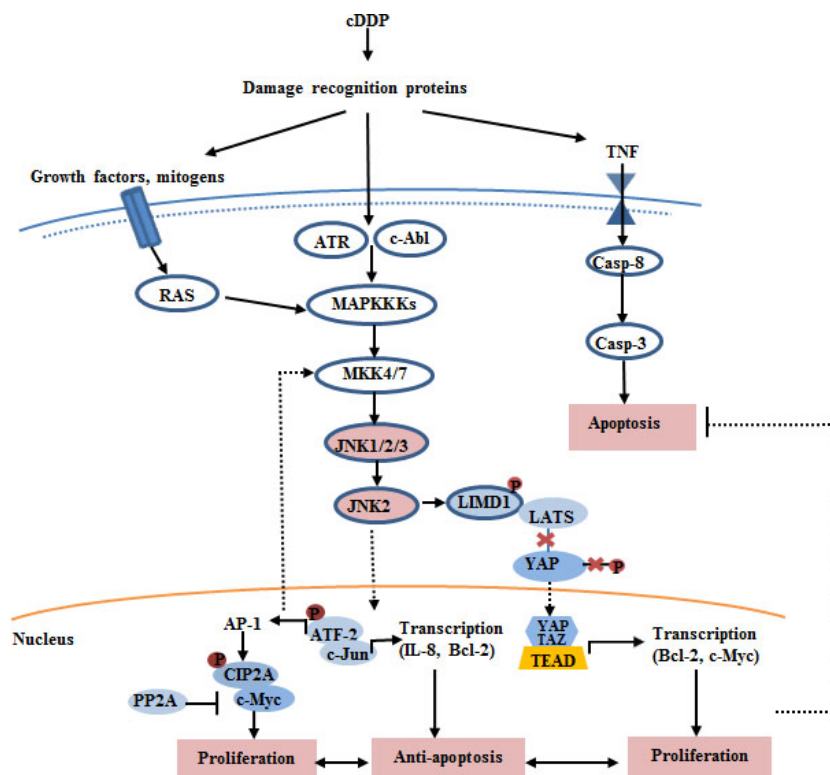 cDDP
Damage recognition proteins
TNF
Growth factors, mitogens
ATR
c-Abl
Casp-8
RAS
MAPKKKs
Casp-3
MKK4/7
Apoptosis
JNK1/2/3
JNK2
LIMD1
P
LATS
YAP
P
Nucleus
AP-1
P
ATF-2
c-Jun
Transcription
(IL-8, Bcl-2)
YAP
TAZ
TEAD
Transcription
(Bcl-2, c-Myc)
P
CIP2A
c-Myc
PP2A
Proliferation
Anti-apoptosis
Proliferation